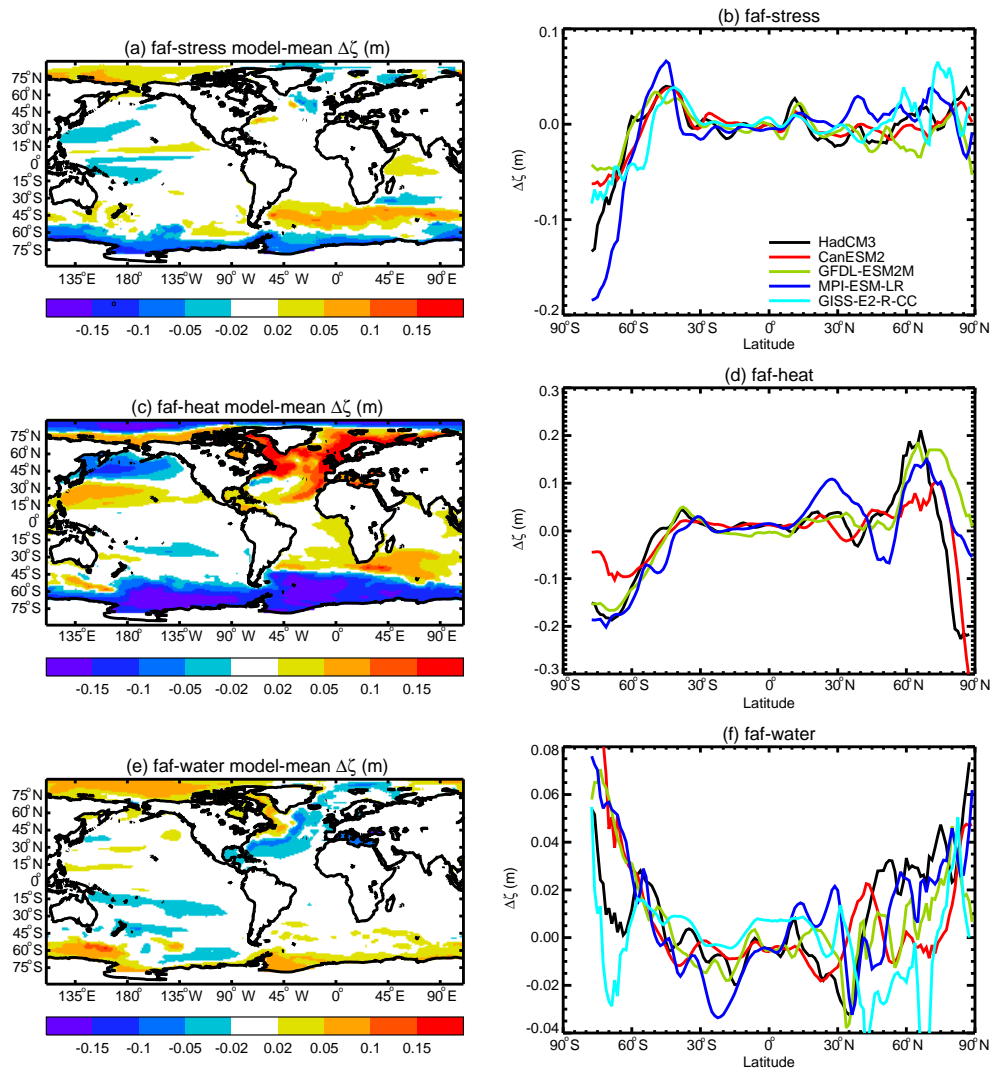 (a) faf-stress model-mean Δζ (m)
75°N
60°N
45°N
30°N
15°N
0°
15°S
30°S
45°S
60°S
75°S
135°E 180° 135°W 90°W 45°W 0° 45°E 90°E
-0.15 -0.1 -0.05 -0.02 0.02 0.05 0.1 0.15
(b) faf-stress
0.1
0.0
-0.1
-0.2
Δζ (m)
HadCM3
CanESM2
GFDL-ESM2M
MPI-ESM-LR
GISS-E2-R-CC
90°S 60°S 30°S 0° 30°N 60°N 90°N
Latitude
(c) faf-heat model-mean Δζ (m)
75°N
60°N
45°N
30°N
15°N
0°
15°S
30°S
45°S
60°S
75°S
135°E 180° 135°W 90°W 45°W 0° 45°E 90°E
-0.15 -0.1 -0.05 -0.02 0.02 0.05 0.1 0.15
(d) faf-heat
0.3
0.2
0.1
0.0
-0.1
-0.2
-0.3
Δζ (m)
90°S 60°S 30°S 0° 30°N 60°N 90°N
Latitude
(e) faf-water model-mean Δζ (m)
75°N
60°N
45°N
30°N
15°N
0°
15°S
30°S
45°S
60°S
75°S
135°E 180° 135°W 90°W 45°W 0° 45°E 90°E
-0.15 -0.1 -0.05 -0.02 0.02 0.05 0.1 0.15
(f) faf-water
0.08
0.06
0.04
0.02
0.00
-0.02
-0.04
Δζ (m)
90°S 60°S 30°S 0° 30°N 60°N 90°N
Latitude